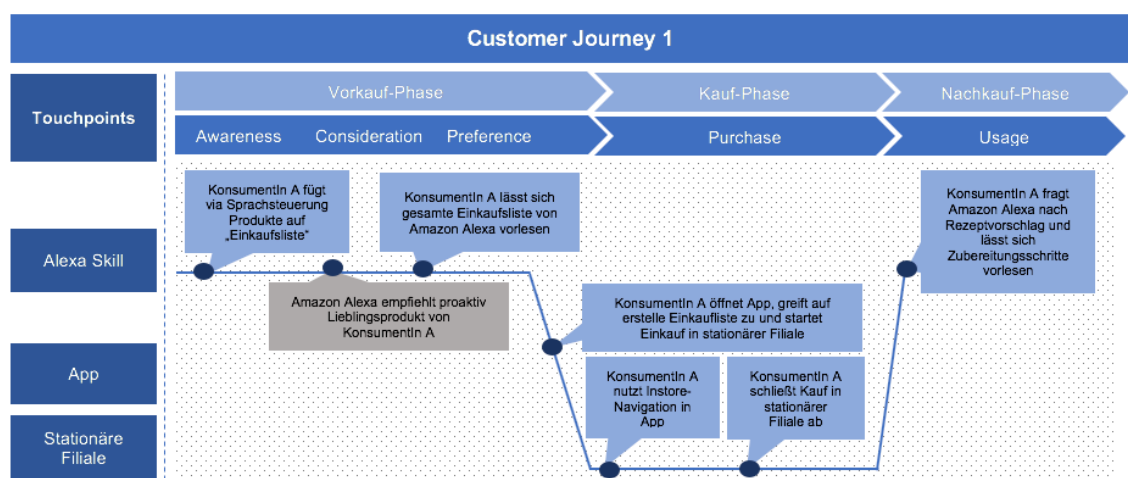 Customer Journey 1
Touchpoints
Vorkauf-Phase
Kauf-Phase
Nachkauf-Phase
Awareness
Consideration
Preference
Purchase
Usage
Alexa Skill
KonsumentIn A fügt
via Sprachsteuerung
Produkte auf
„Einkaufsliste“
KonsumentIn A lässt sich
gesamte Einkaufsliste von
Amazon Alexa vorlesen
KonsumentIn A fragt
Amazon Alexa nach
Rezeptvorschlag und
lässt sich
Zubereitungsschritte
vorlesen
Amazon Alexa empfiehlt proaktiv
Lieblingsprodukt von
KonsumentIn A
KonsumentIn A öffnet App, greift auf
erstelle Einkaufliste zu und startet
Einkauf in stationärer Filiale
App
KonsumentIn A
nutzt Instore-
Navigation in
App
KonsumentIn A
schließt Kauf in
stationärer
Filiale ab
Stationäre
Filiale